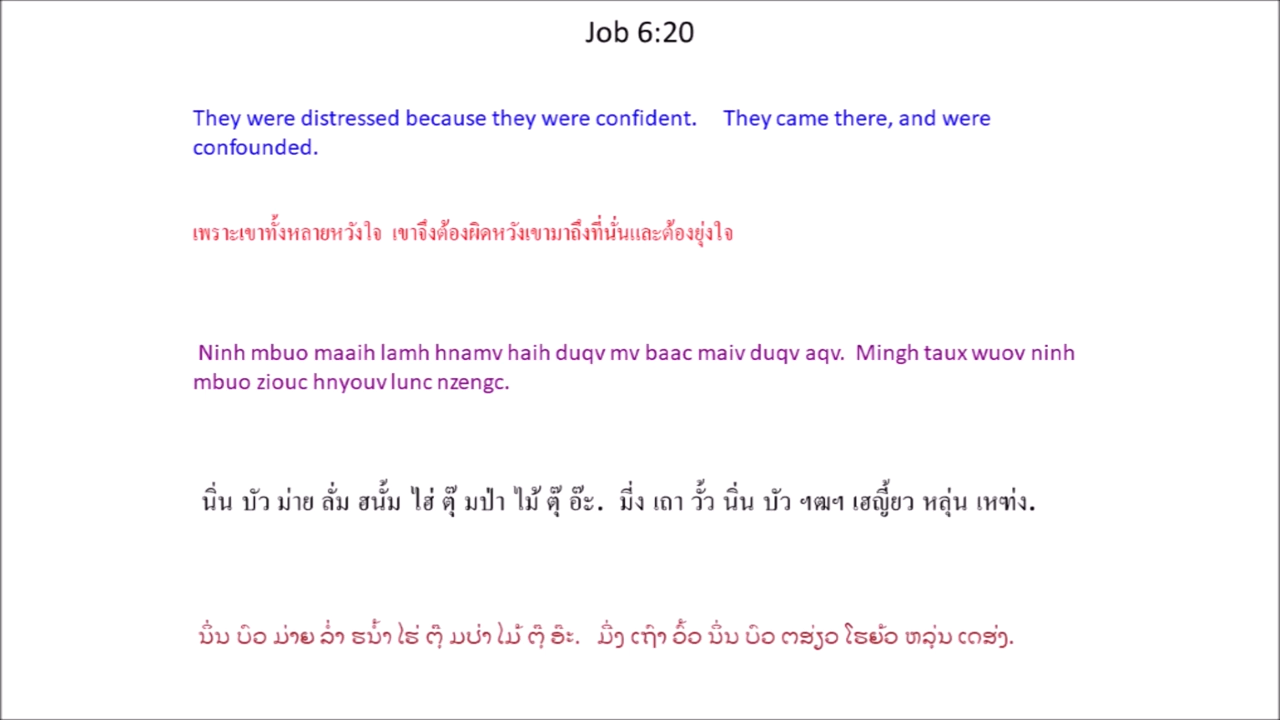 Job 6:20
They were distressed because they were confident. They came there, and were
confounded.
เพราะเขาทั้งหลายหวังใจ เขาจึงต้องผิดหวังเขามาถึงที่นั่นและต้องยุ่งใจ
Ninh mbuo maaih lamh hnamv haih duqv mv baac maiv duqv aqv. Mingh taux wuov ninh
mbuo ziouc hnyouv lunc nzengc.
นิ่น บัว ม่าย ลั่ม ฮนั้ม ไฮ่ ตุ๊ มป่า ไม้ ตุ๊ อ๊ะ. มี่ง เถา วั้ว นิ่น บัว ฯฒฯ เฮญี้ยว หลุ่น เหฑ่ง.
ນິ່ນ ບົວ ມ່າຍ ລ່ຳ ຮນ້ຳ ໄຮ່ ຕຸ໊ ມປ່າ ໄມ້ ຕຸ໊ ອ໊ະ. ມີ່ງ ເຖົາ ວົ້ວ ນິ່ນ ບົວ ຕສ່ຽວ ໂຮຍ້ວ ຫລຸ່ນ ເດສ່ງ.